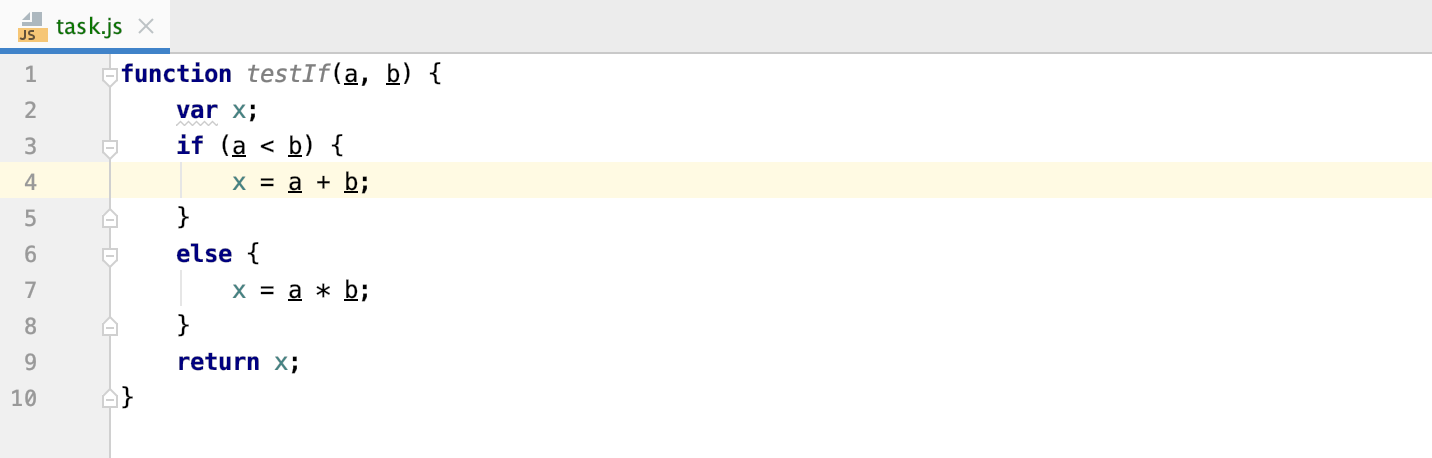 JS task.js
1 function testIf(a, b) {
2     var x;
3     if (a < b) {
4         x = a + b;
5     }
6     else {
7         x = a * b;
8     }
9     return x;
10 }